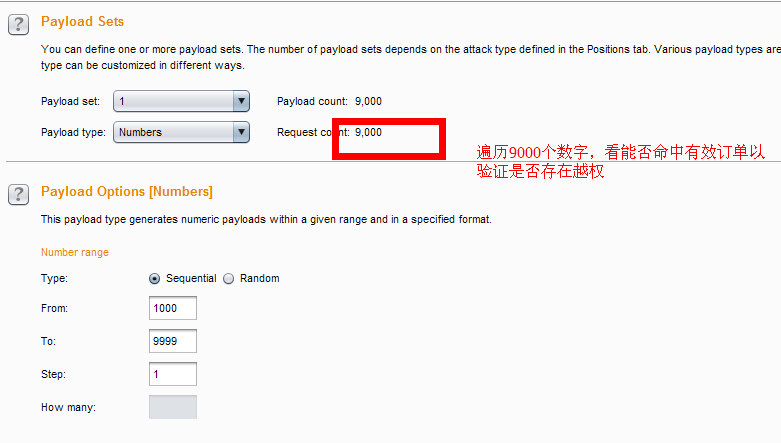 ?
Payload Sets
You can define one or more payload sets. The number of payload sets depends on the attack type defined in the Positions tab. Various payload types are
type can be customized in different ways.
Payload set: 1 Payload count: 9,000
Payload type: Numbers Request count: 9,000
遍历9000个数字，看能否命中有效订单以
验证是否存在越权
?
Payload Options [Numbers]
This payload type generates numeric payloads within a given range and in a specified format.
Number range
Type: Sequential Random
From: 1000
To: 9999
Step: 1
How many: